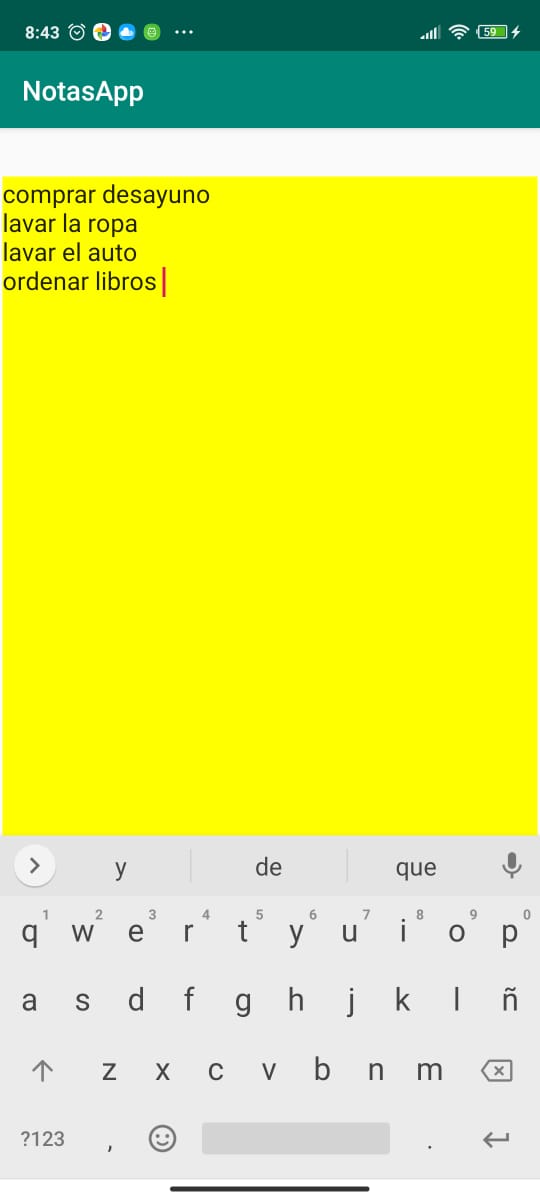 8:43
59
NotasApp
comprar desayuno
lavar la ropa
lavar el auto
ordenar libros
y de que
1 2 3 4 5 6 7 8 9 0
q w e r t y u i o p
a s d f g h j k l ñ
z x c v b n m
?123 , .